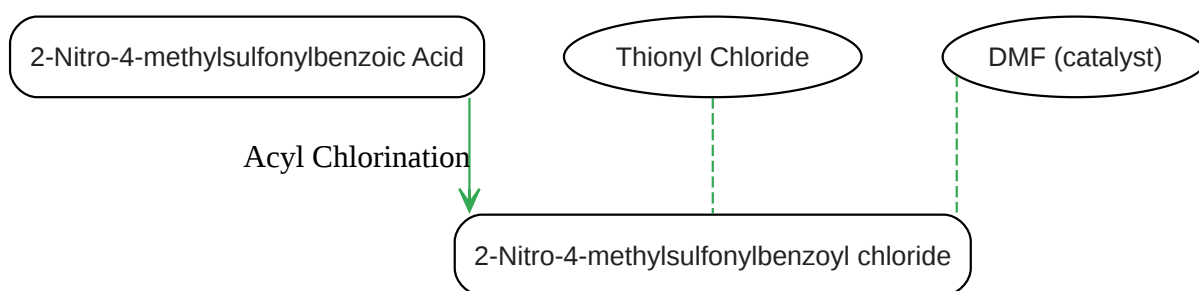 2-Nitro-4-methylsulfonylbenzoic Acid
Thionyl Chloride
DMF (catalyst)
Acyl Chlorination
2-Nitro-4-methylsulfonylbenzoyl chloride